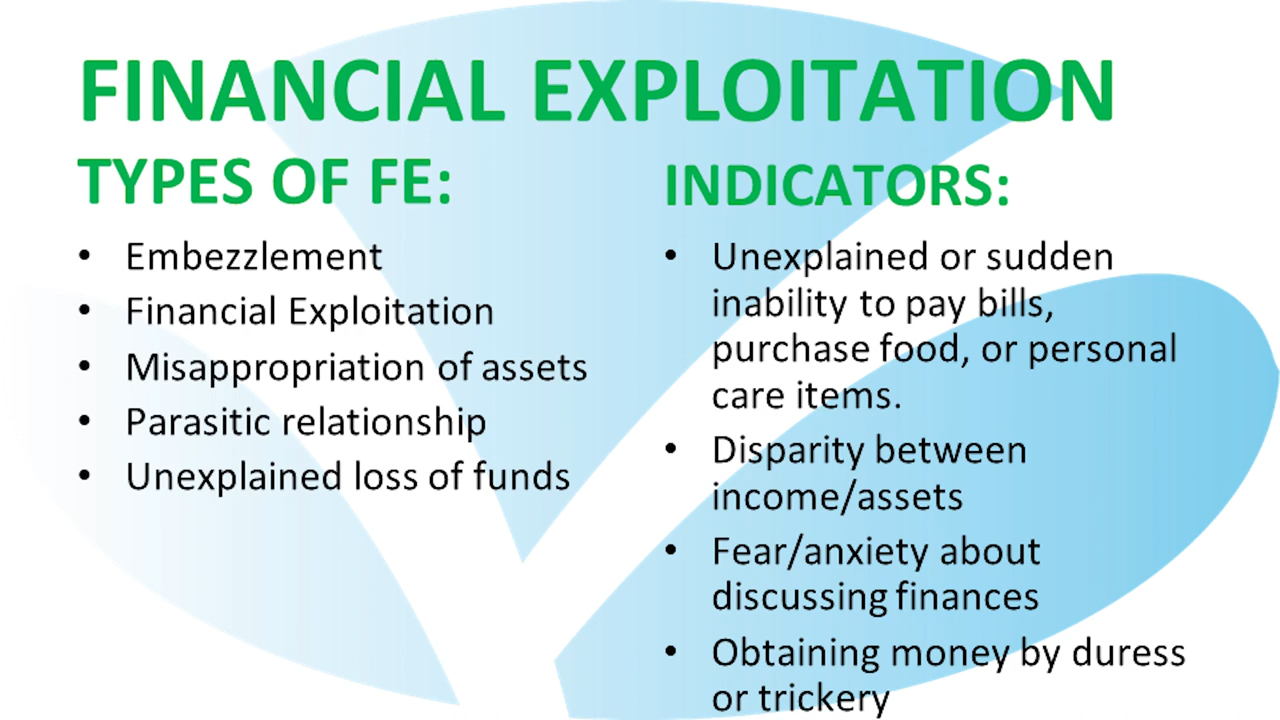 FINANCIAL EXPLOITATION
TYPES OF FE:
• Embezzlement
• Financial Exploitation
• Misappropriation of assets
• Parasitic relationship
• Unexplained loss of funds
INDICATORS:
• Unexplained or sudden
inability to pay bills,
purchase food, or personal
care items.
• Disparity between
income/assets
• Fear/anxiety about
discussing finances
• Obtaining money by duress
or trickery